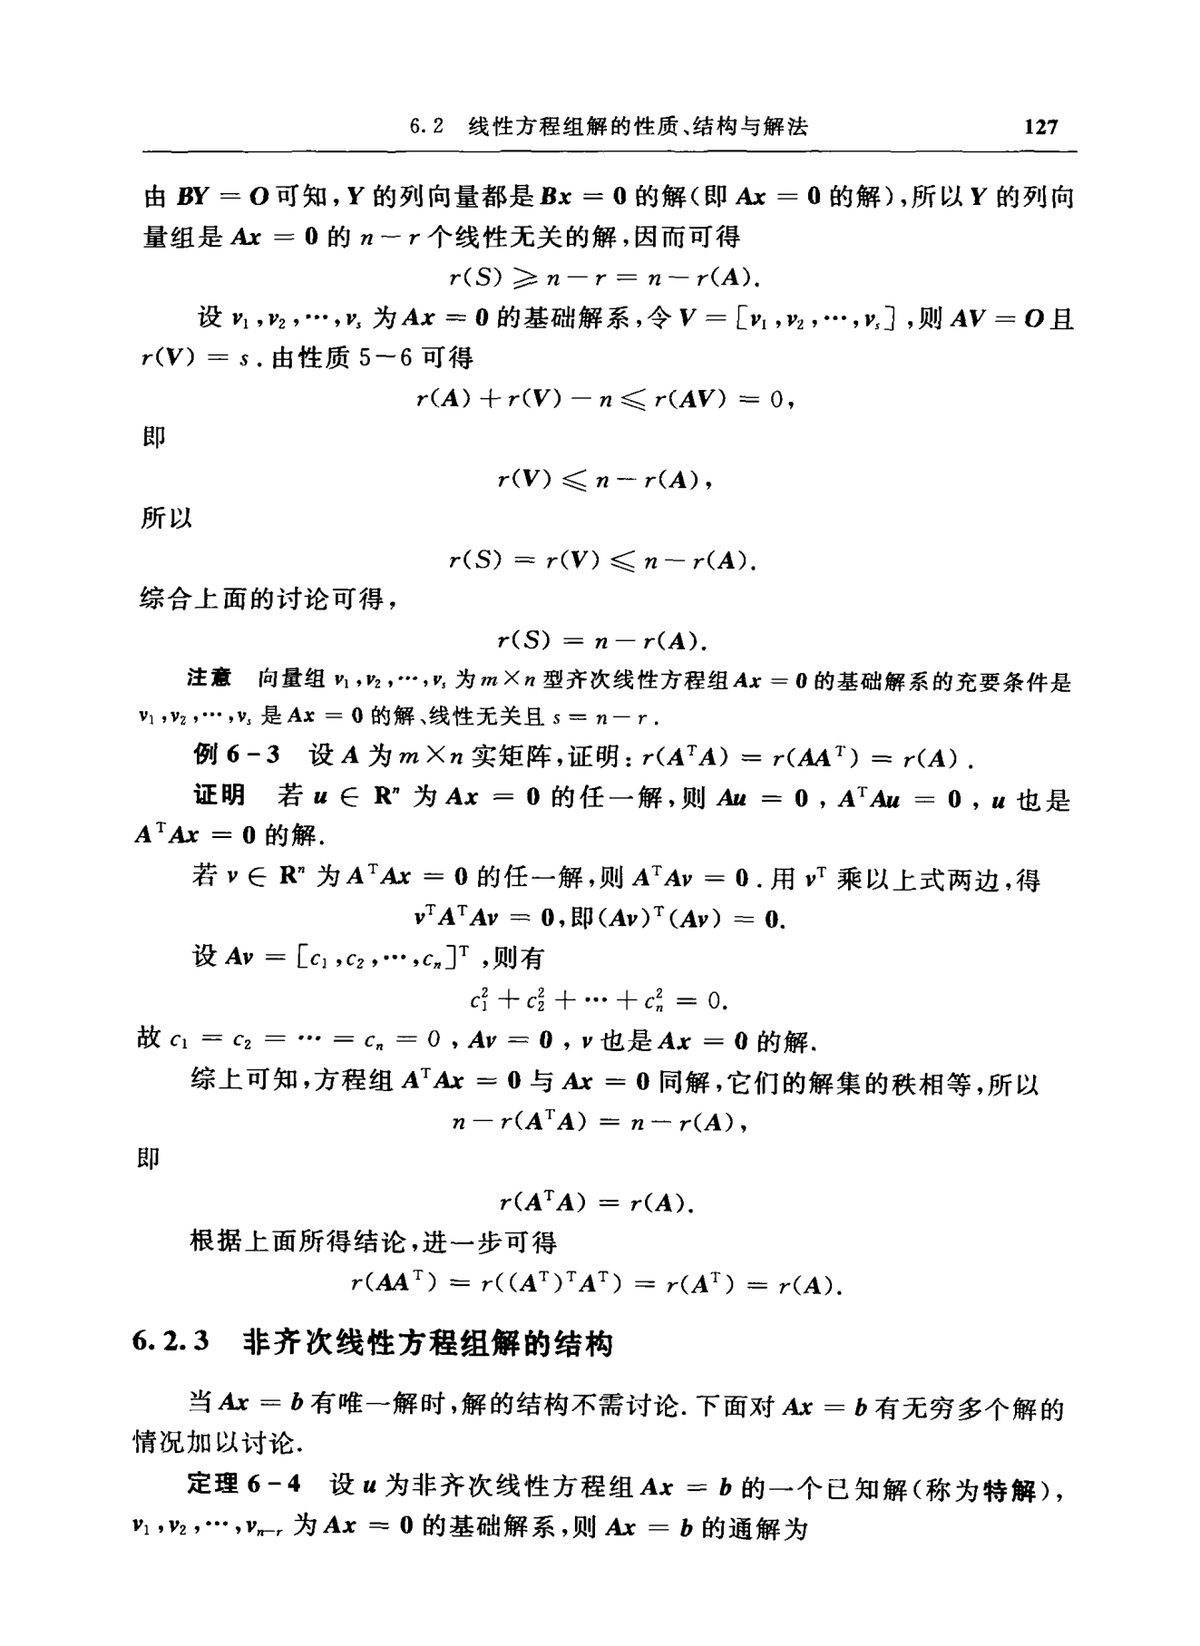 6.2 线性方程组解的性质、结构与解法 127
由 BY = O 可知，Y 的列向量都是 Bx = 0 的解（即 Ax = 0 的解），所以 Y 的列向
量组是 Ax = 0 的 n－r 个线性无关的解，因而可得
r(S) ⩾ n－r = n－r(A).
设 v₁,v₂,⋯,vₛ 为 Ax = 0 的基础解系，令 V = [v₁,v₂,⋯,vₛ]，则 AV = O 且
r(V) = s．由性质 5－6 可得
r(A)＋r(V)－n ⩽ r(AV) = 0，
即
r(V) ⩽ n－r(A)，
所以
r(S) = r(V) ⩽ n－r(A).
综合上面的讨论可得，
r(S) = n－r(A).
注意 向量组 v₁,v₂,⋯,vₛ 为 m×n 型齐次线性方程组 Ax = 0 的基础解系的充要条件是
v₁,v₂,⋯,vₛ 是 Ax = 0 的解、线性无关且 s = n－r．
例 6－3 设 A 为 m×n 实矩阵，证明：r(AᵀA) = r(AAᵀ) = r(A)．
证明 若 u ∈ Rⁿ 为 Ax = 0 的任一解，则 Au = 0，AᵀAu = 0，u 也是
AᵀAx = 0 的解．
若 v ∈ Rⁿ 为 AᵀAx = 0 的任一解，则 AᵀAv = 0．用 vᵀ 乘以上式两边，得
vᵀAᵀAv = 0，即(Av)ᵀ(Av) = 0.
设 Av = [c₁,c₂,⋯,cₙ]ᵀ，则有
c₁²＋c₂²＋⋯＋cₙ² = 0.
故 c₁ = c₂ = ⋯ = cₙ = 0，Av = 0，v 也是 Ax = 0 的解．
综上可知，方程组 AᵀAx = 0 与 Ax = 0 同解，它们的解集的秩相等，所以
n－r(AᵀA) = n－r(A)，
即
r(AᵀA) = r(A).
根据上面所得结论，进一步可得
r(AAᵀ) = r((Aᵀ)ᵀAᵀ) = r(Aᵀ) = r(A).
6.2.3 非齐次线性方程组解的结构
当 Ax = b 有唯一解时，解的结构不需讨论．下面对 Ax = b 有无穷多个解的
情况加以讨论．
定理 6－4 设 u 为非齐次线性方程组 Ax = b 的一个已知解（称为特解），
v₁,v₂,⋯,vₙ₋ᵣ 为 Ax = 0 的基础解系，则 Ax = b 的通解为